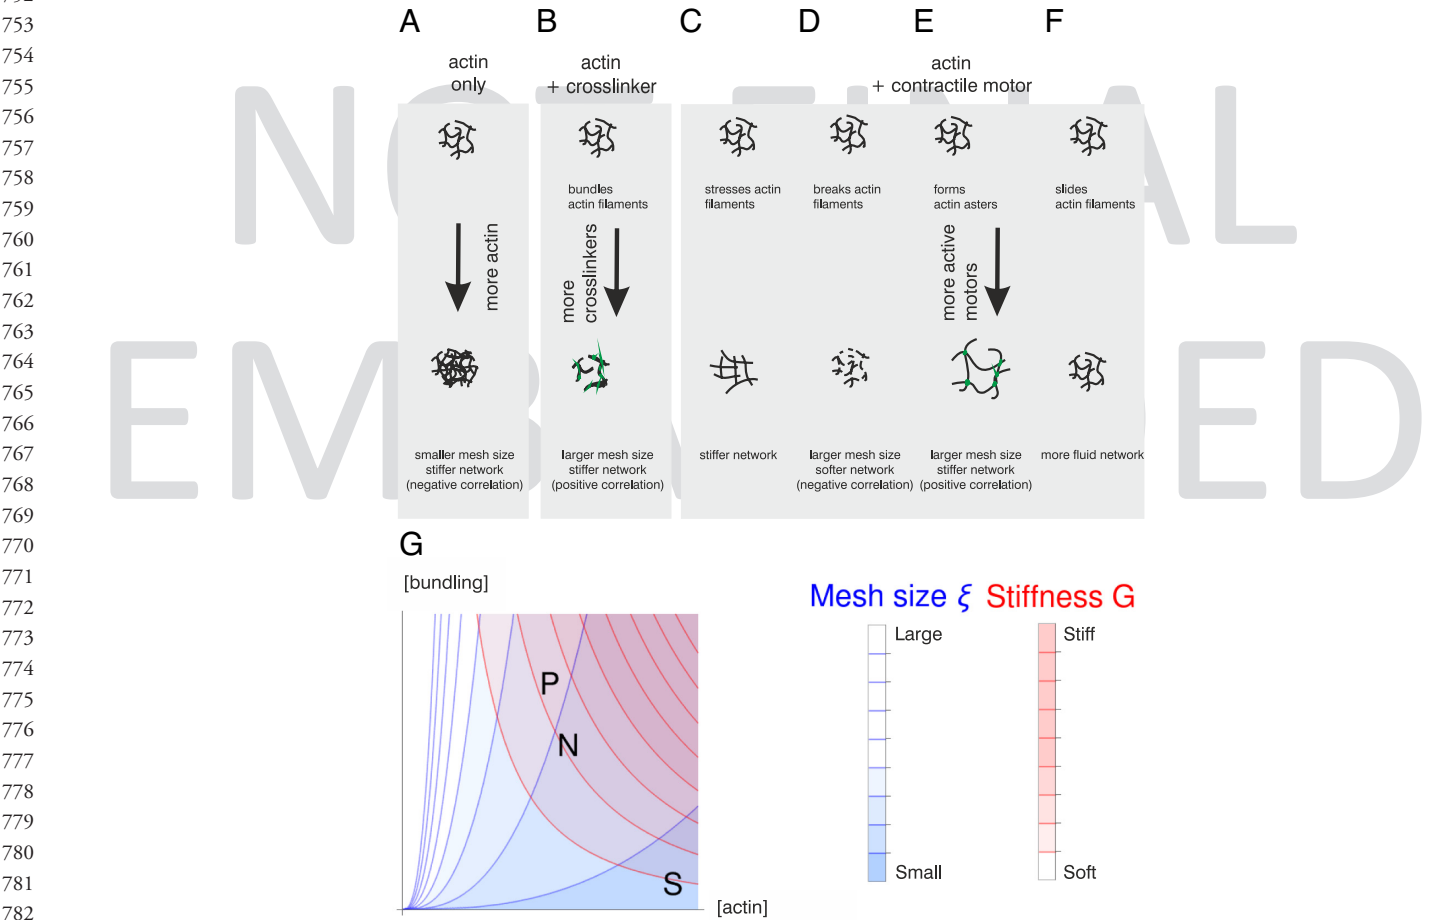 752
753
754
755
756
757
758
759
760
761
762
763
764
765
766
767
768
769
770
771
772
773
774
775
776
777
778
779
780
781
782
A B C D E F
actin
only
actin
+ crosslinker
actin
+ contractile motor
bundles
actin filaments
stresses actin
filaments
breaks actin
filaments
forms
actin asters
slides
actin filaments
more actin
more
crosslinkers
more active
motors
smaller mesh size
stiffer network
(negative correlation)
larger mesh size
stiffer network
(positive correlation)
stiffer network
larger mesh size
softer network
(negative correlation)
larger mesh size
stiffer network
(positive correlation)
more fluid network
G
[bundling]
P
N
S
[actin]
Mesh size ξ
Large
Small
Stiffness G
Stiff
Soft